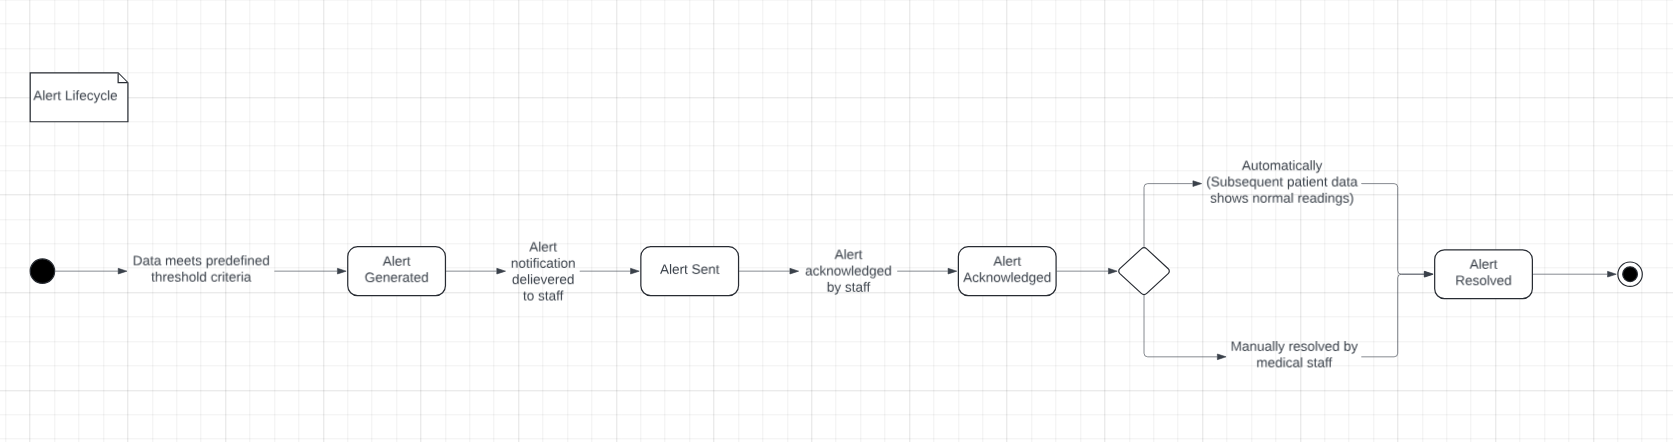 Alert Lifecycle
Data meets predefined
threshold criteria
Alert
Generated
Alert
notification
delievered
to staff
Alert Sent
Alert
acknowledged
by staff
Alert
Acknowledged
Automatically
(Subsequent patient data
shows normal readings)
Manually resolved by
medical staff
Alert
Resolved